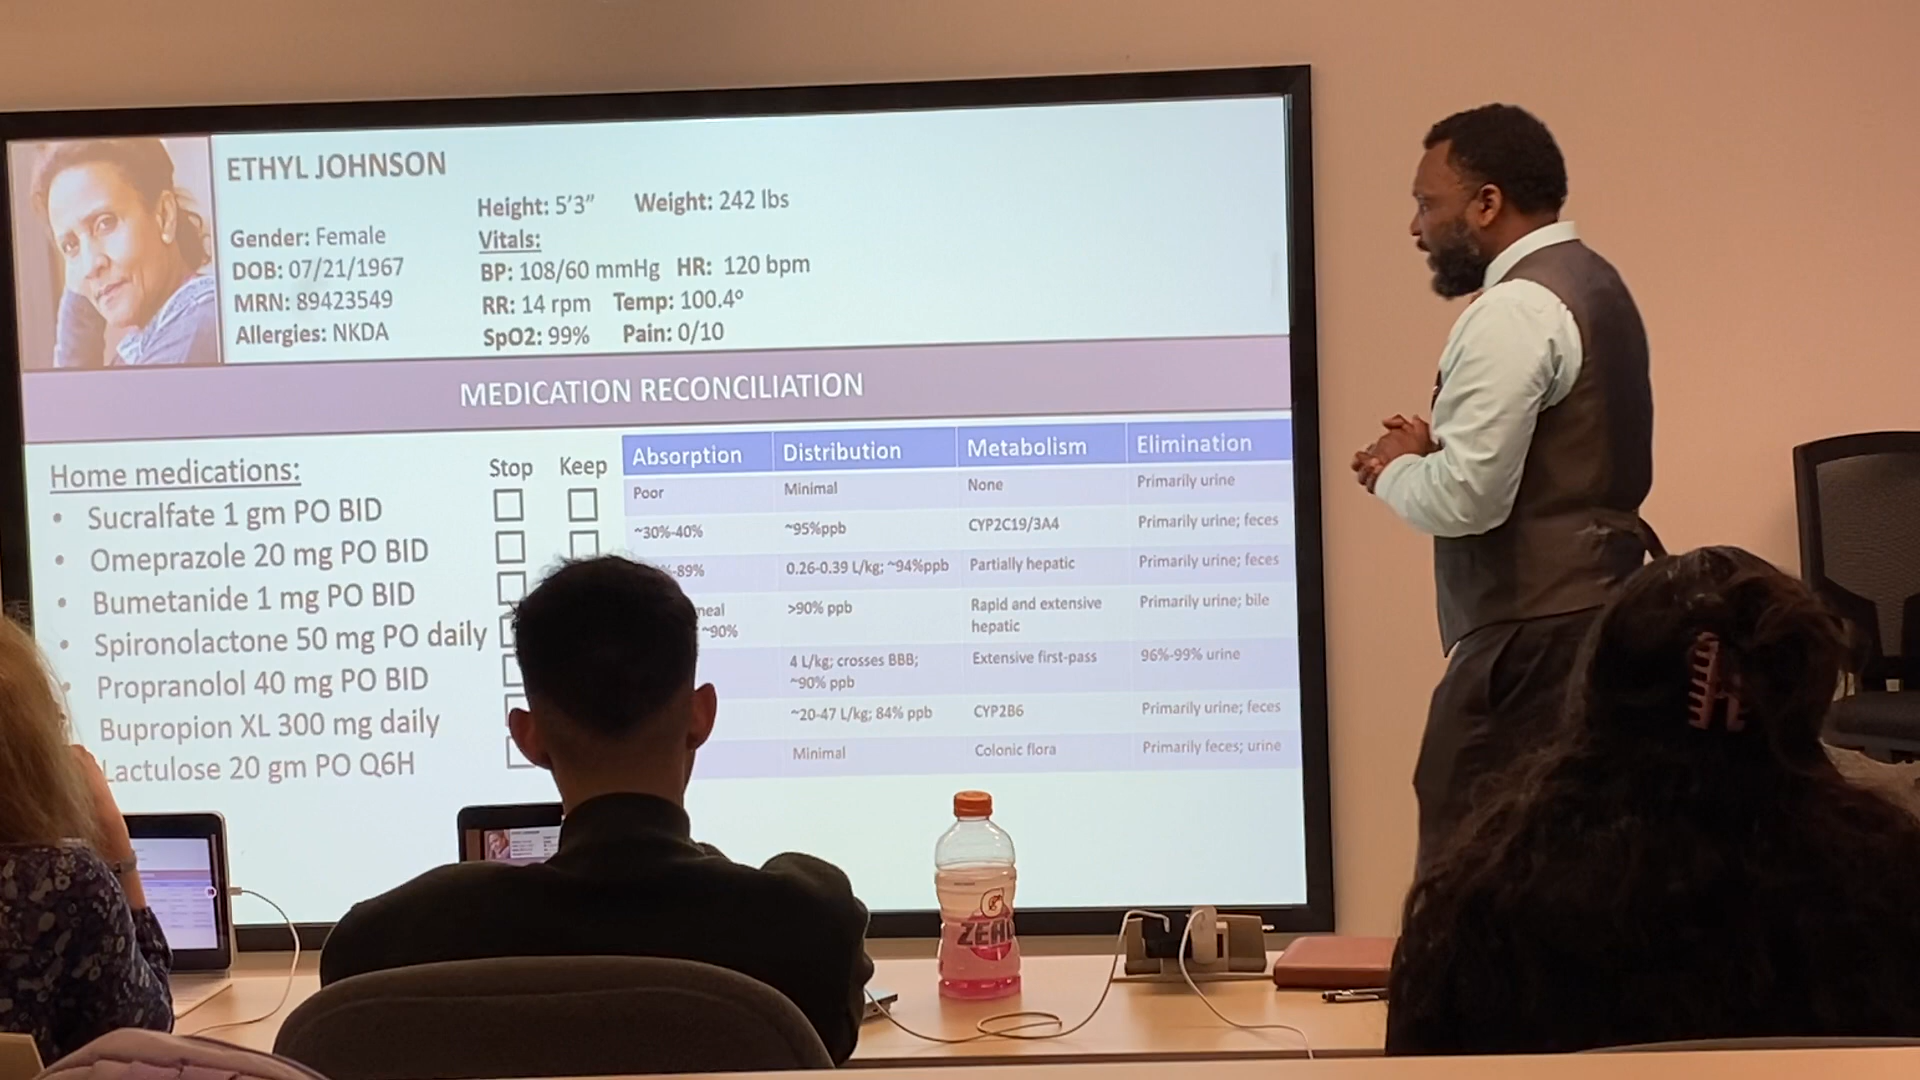 ETHYL JOHNSON
Height: 5'3" Weight: 242 lbs
Gender: Female
Vitals:
DOB: 07/21/1967
BP: 108/60 mmHg HR: 120 bpm
MRN: 89423549
RR: 14 rpm Temp: 100.4°
Allergies: NKDA
SpO2: 99% Pain: 0/10
MEDICATION RECONCILIATION
Home medications:
Stop Keep
• Sucralfate 1 gm PO BID
• Omeprazole 20 mg PO BID
• Bumetanide 1 mg PO BID
• Spironolactone 50 mg PO daily
• Propranolol 40 mg PO BID
Bupropion XL 300 mg daily
Lactulose 20 gm PO Q6H
Absorption Distribution Metabolism Elimination
Poor Minimal None Primarily urine
~30%-40% ~95%ppb CYP2C19/3A4 Primarily urine; feces
-89% 0.26-0.39 L/kg; ~94%ppb Partially hepatic Primarily urine; feces
meal >90% ppb Rapid and extensive Primarily urine; bile
~90% hepatic
4 L/kg; crosses BBB; Extensive first-pass 96%-99% urine
~90% ppb
~20-47 L/kg; 84% ppb CYP2B6 Primarily urine; feces
Minimal Colonic flora Primarily feces; urine
G
ZERO